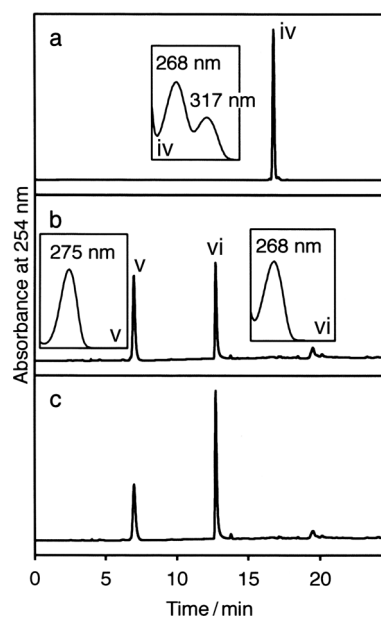 a
iv
268 nm
317 nm
iv
b
275 nm
v
v
vi
268 nm
vi
c
Absorbance at 254 nm
0 5 10 15 20
Time / min